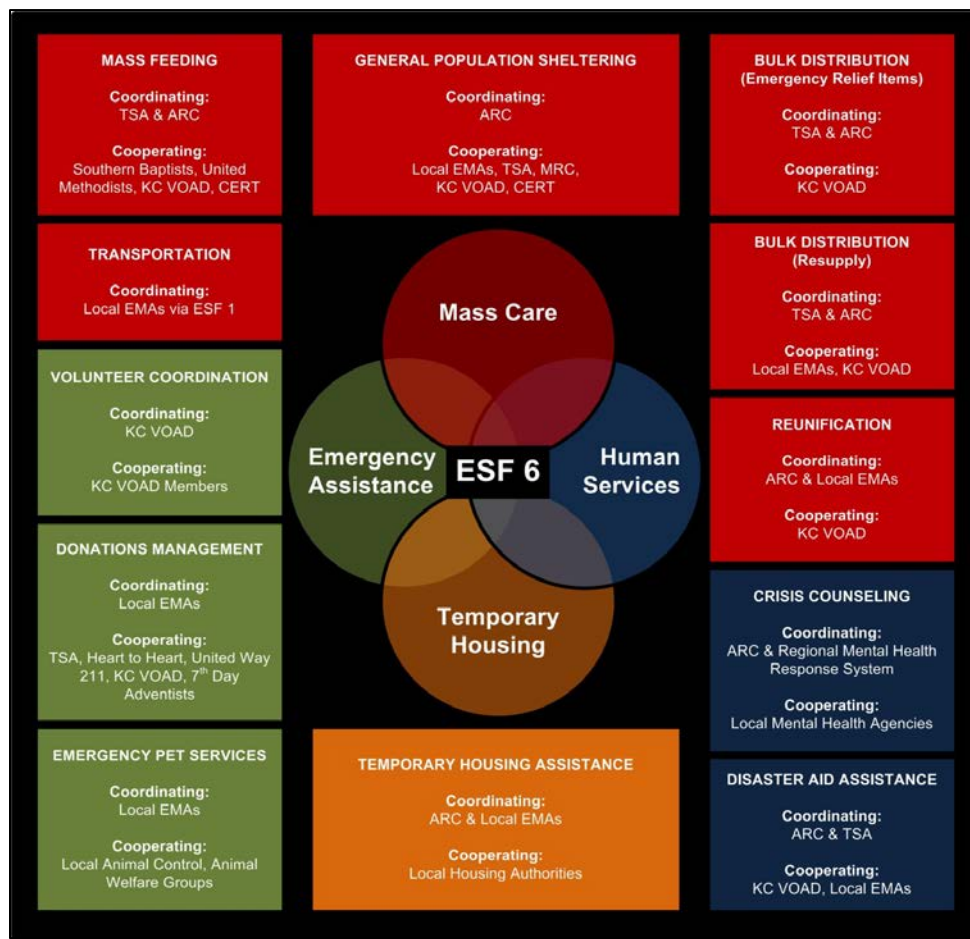 MASS FEEDING
Coordinating:
TSA & ARC
Cooperating:
Southern Baptists, United
Methodists, KC VOAD, CERT
GENERAL POPULATION SHELTERING
Coordinating:
ARC
Cooperating:
Local EMAs, TSA, MRC,
KC VOAD, CERT
BULK DISTRIBUTION
(Emergency Relief Items)
Coordinating:
TSA & ARC
Cooperating:
KC VOAD
TRANSPORTATION
Coordinating:
Local EMAs via ESF 1
BULK DISTRIBUTION
(Resupply)
Coordinating:
TSA & ARC
Cooperating:
Local EMAs, KC VOAD
VOLUNTEER COORDINATION
Coordinating:
KC VOAD
Cooperating:
KC VOAD Members
Mass Care
Emergency
Assistance
ESF 6
Human
Services
Temporary
Housing
REUNIFICATION
Coordinating:
ARC & Local EMAs
Cooperating:
KC VOAD
DONATIONS MANAGEMENT
Coordinating:
Local EMAs
Cooperating:
TSA, Heart to Heart, United Way
211, KC VOAD, 7th Day
Adventists
CRISIS COUNSELING
Coordinating:
ARC & Regional Mental Health
Response System
Cooperating:
Local Mental Health Agencies
EMERGENCY PET SERVICES
Coordinating:
Local EMAs
Cooperating:
Local Animal Control, Animal
Welfare Groups
TEMPORARY HOUSING ASSISTANCE
Coordinating:
ARC & Local EMAs
Cooperating:
Local Housing Authorities
DISASTER AID ASSISTANCE
Coordinating:
ARC & TSA
Cooperating:
KC VOAD, Local EMAs